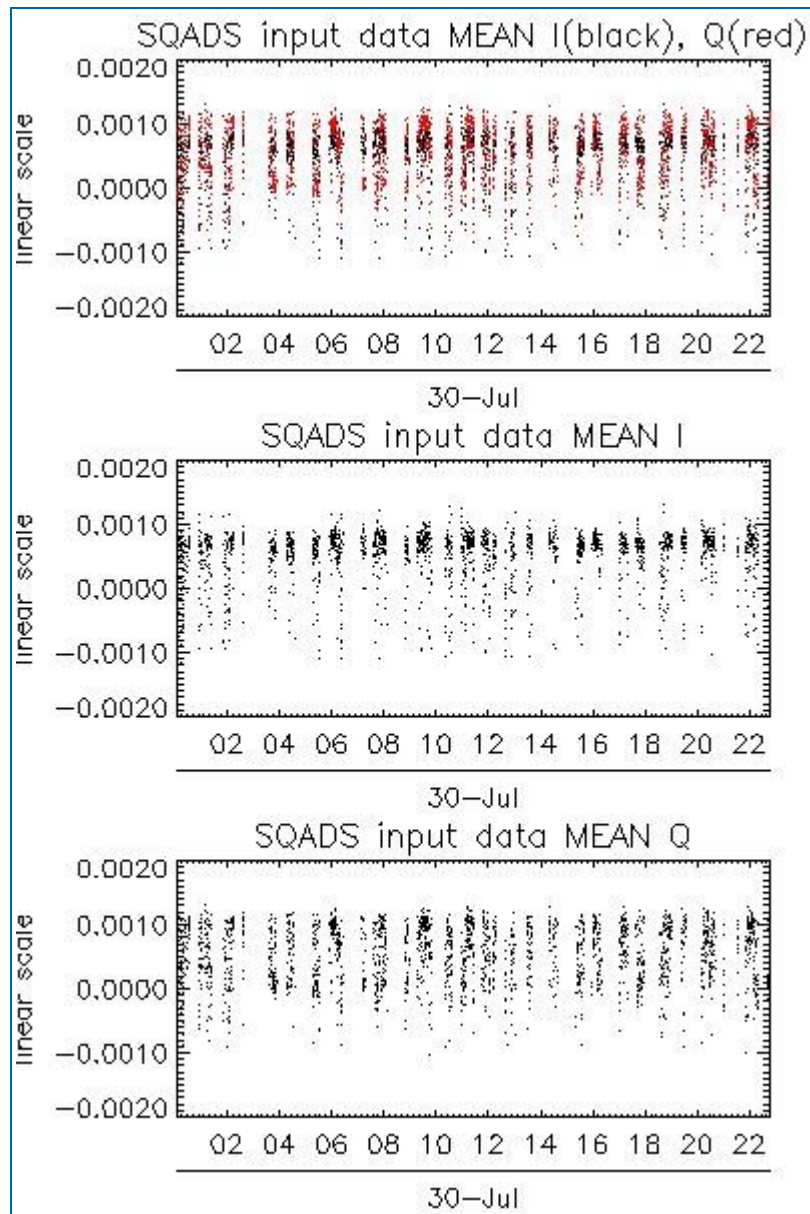 SQADS input data MEAN I(black), Q(red)
linear scale
0.0020
0.0010
0.0000
−0.0010
−0.0020
02 04 06 08 10 12 14 16 18 20 22
30−Jul
SQADS input data MEAN I
linear scale
0.0020
0.0010
0.0000
−0.0010
−0.0020
02 04 06 08 10 12 14 16 18 20 22
30−Jul
SQADS input data MEAN Q
linear scale
0.0020
0.0010
0.0000
−0.0010
−0.0020
02 04 06 08 10 12 14 16 18 20 22
30−Jul